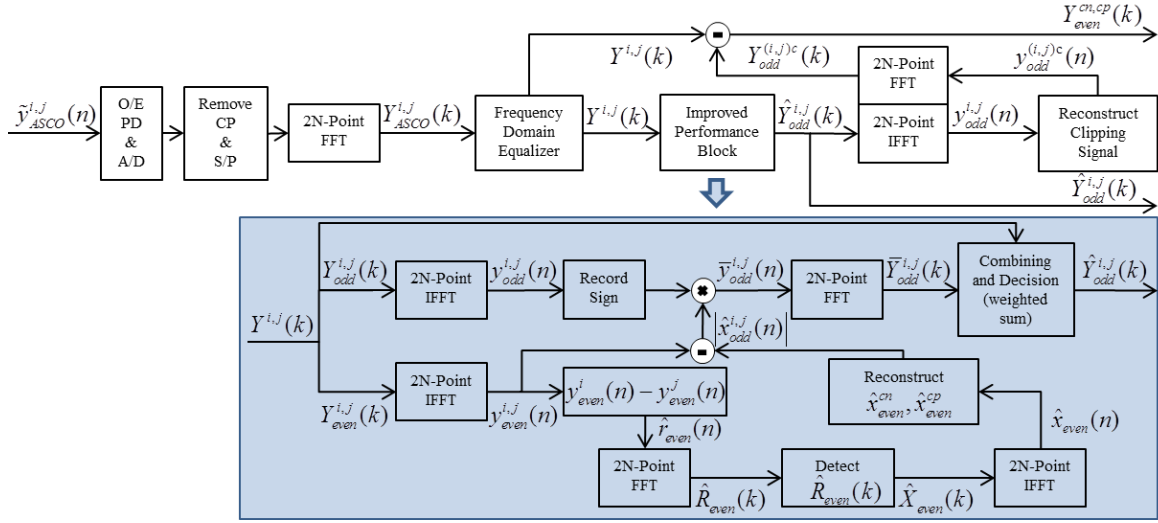 Y^{cn,cp}_{even}(k)
Y^{i,j}(k)
Y^{(i,j)c}_{odd}(k)
y^{(i,j)c}_{odd}(n)
ỹ^{i,j}_{ASCO}(n)
O/E
PD
&
A/D
Remove
CP
&
S/P
2N-Point
FFT
Y^{i,j}_{ASCO}(k)
Frequency
Domain
Equalizer
Y^{i,j}(k)
Improved
Performance
Block
Ŷ^{i,j}_{odd}(k)
2N-Point
FFT
2N-Point
IFFT
y^{i,j}_{odd}(n)
Reconstruct
Clipping
Signal
Ŷ^{i,j}_{odd}(k)
Y^{i,j}(k)
Y^{i,j}_{odd}(k)
2N-Point
IFFT
y^{i,j}_{odd}(n)
Record
Sign
ȳ^{i,j}_{odd}(n)
2N-Point
FFT
Ȳ^{i,j}_{odd}(k)
Combining
and Decision
(weighted
sum)
Ŷ^{i,j}_{odd}(k)
|x̂^{i,j}_{odd}(n)|
Y^{i,j}_{even}(k)
2N-Point
IFFT
y^{i,j}_{even}(n)
y^{i}_{even}(n) − y^{j}_{even}(n)
Reconstruct
x̂^{cn}_{even}, x̂^{cp}_{even}
r̂_{even}(n)
x̂_{even}(n)
2N-Point
FFT
R̂_{even}(k)
Detect
R̂_{even}(k)
X̂_{even}(k)
2N-Point
IFFT